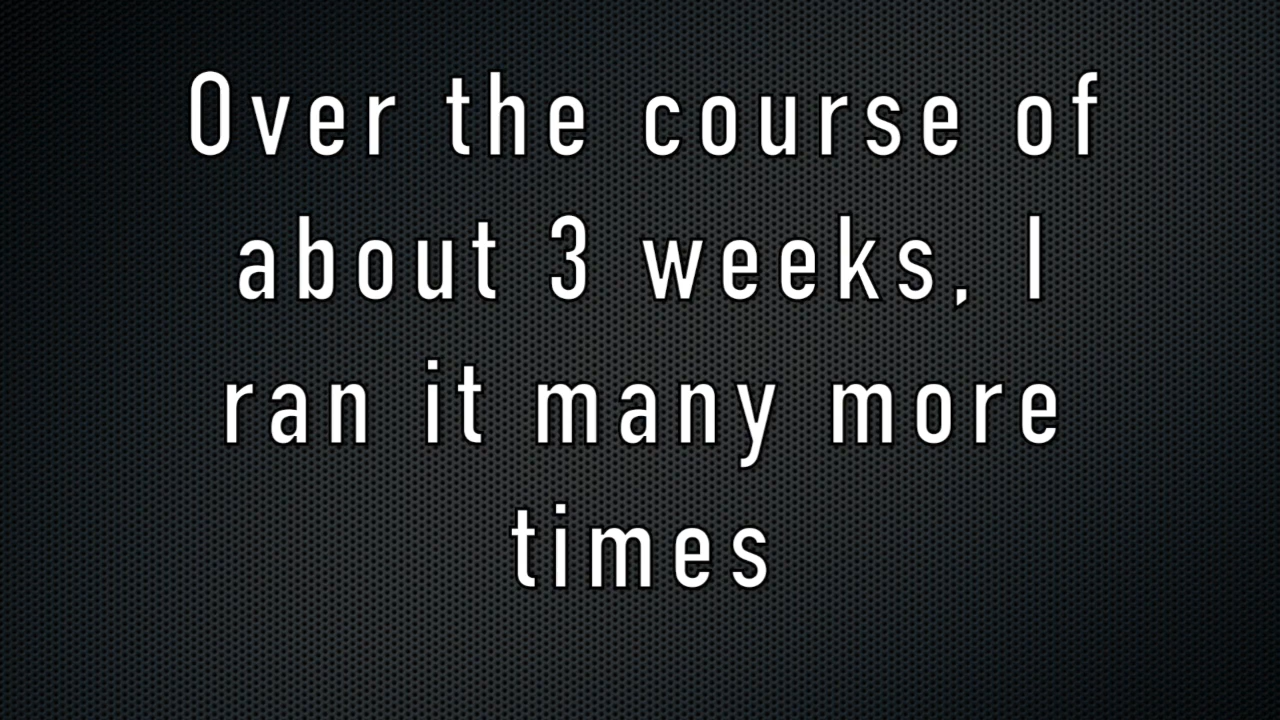 Over the course of
about 3 weeks, I
ran it many more
times